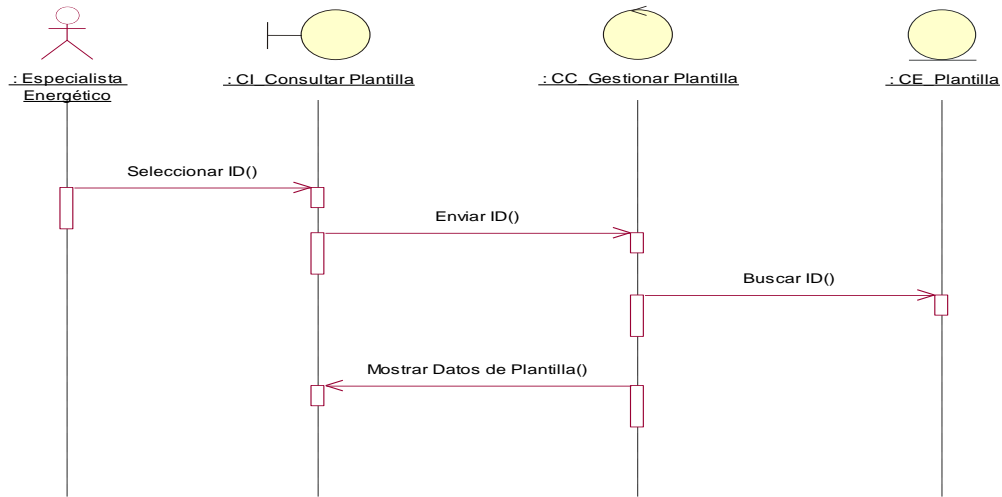 : Especialista
Energético
: CI_Consultar Plantilla
: CC_Gestionar Plantilla
: CE_Plantilla
Seleccionar ID()
Enviar ID()
Buscar ID()
Mostrar Datos de Plantilla()